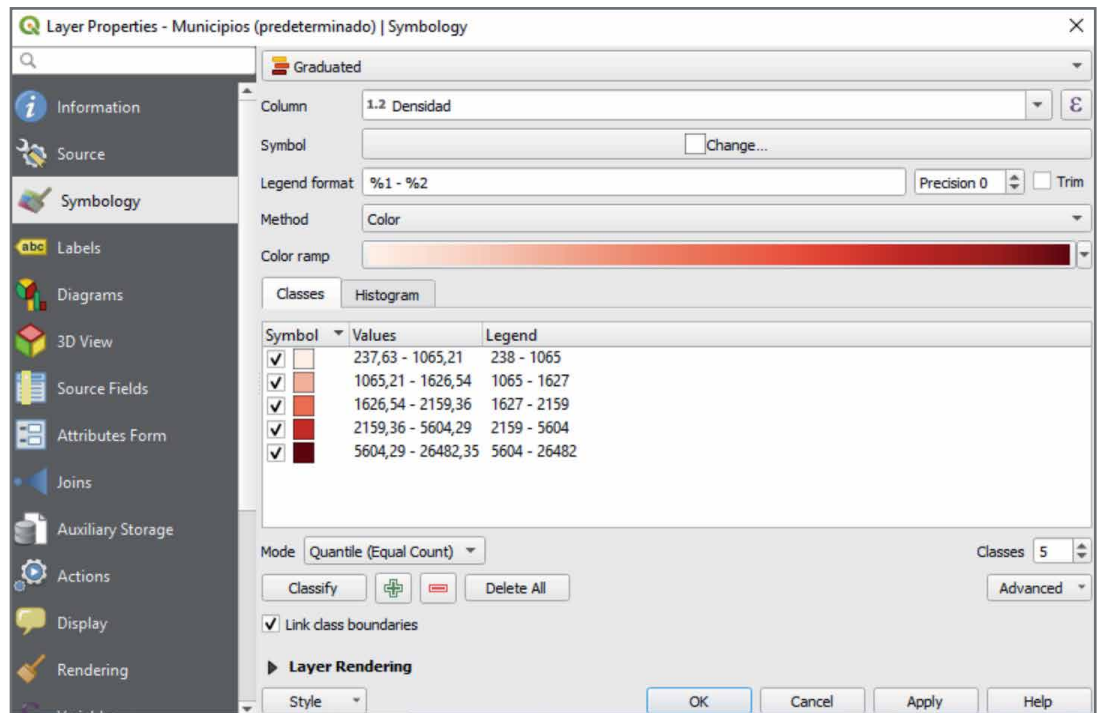 Layer Properties - Municipios (predeterminado) | Symbology
Information
Source
Symbology
Labels
Diagrams
3D View
Source Fields
Attributes Form
Joins
Auxiliary Storage
Actions
Display
Rendering
abc
Graduated
Column 1.2 Densidad ε
Symbol Change...
Legend format %1 - %2 Precision 0 Trim
Method Color
Color ramp
Classes Histogram
Symbol Values Legend
237,63 - 1065,21 238 - 1065
1065,21 - 1626,54 1065 - 1627
1626,54 - 2159,36 1627 - 2159
2159,36 - 5604,29 2159 - 5604
5604,29 - 26482,35 5604 - 26482
Mode Quantile (Equal Count) Classes 5
Classify Delete All Advanced
Link class boundaries
Layer Rendering
Style OK Cancel Apply Help